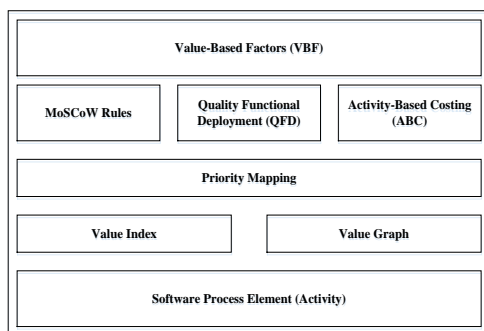 Value-Based Factors (VBF)
MoSCoW Rules
Quality Functional
Deployment (QFD)
Activity-Based Costing
(ABC)
Priority Mapping
Value Index
Value Graph
Software Process Element (Activity)